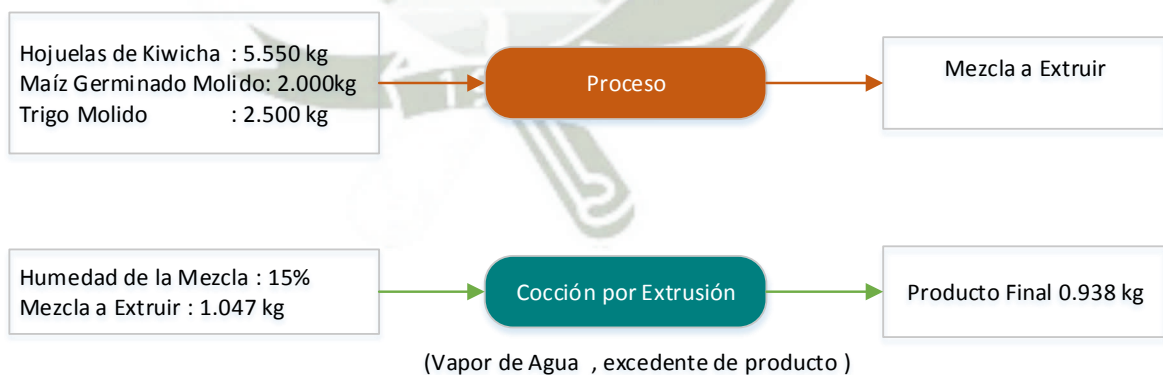 Hojuelas de Kiwicha : 5.550 kg
Maíz Germinado Molido: 2.000kg
Trigo Molido : 2.500 kg
Proceso
Mezcla a Extruir
Humedad de la Mezcla : 15%
Mezcla a Extruir : 1.047 kg
Cocción por Extrusión
Producto Final 0.938 kg
(Vapor de Agua , excedente de producto )